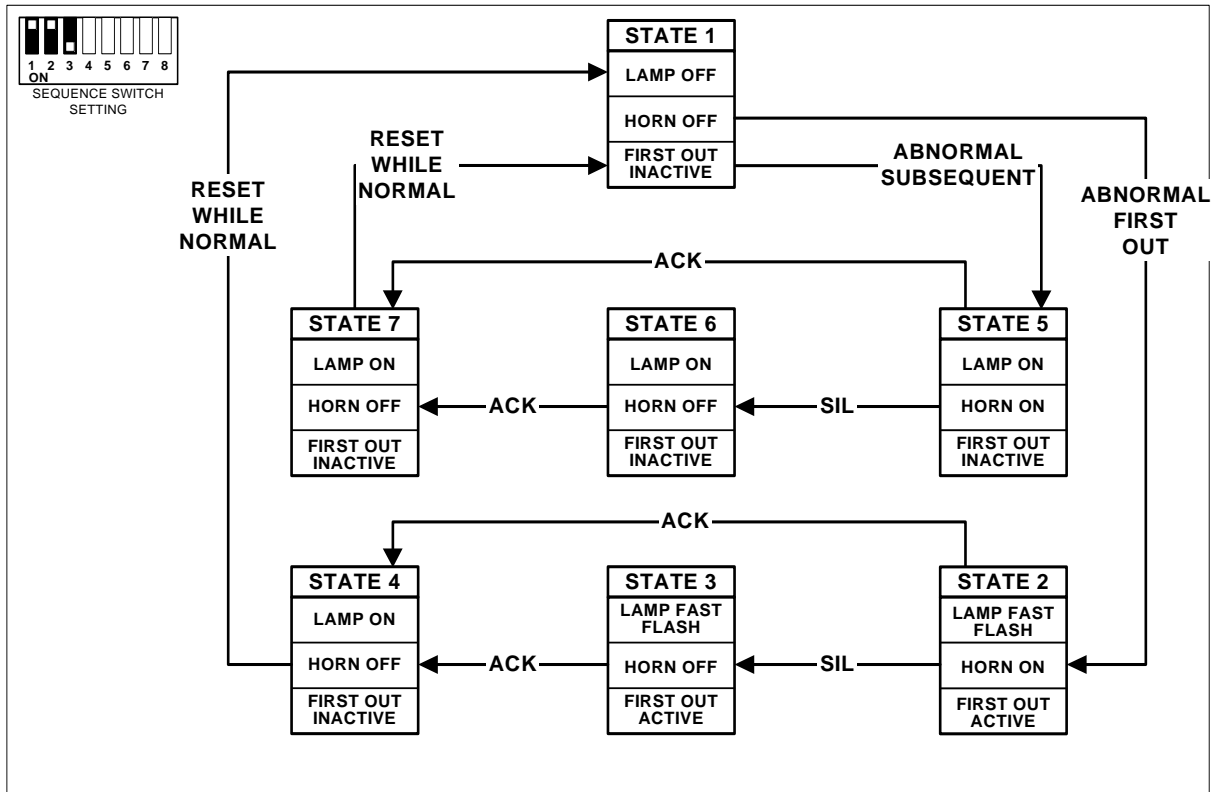 1 2 3 4 5 6 7 8
ON
SEQUENCE SWITCH
SETTING
STATE 1
LAMP OFF
HORN OFF
FIRST OUT
INACTIVE
RESET
WHILE
NORMAL
RESET
WHILE
NORMAL
ABNORMAL
SUBSEQUENT
ABNORMAL
FIRST
OUT
ACK
STATE 7
LAMP ON
HORN OFF
FIRST OUT
INACTIVE
ACK
STATE 6
LAMP ON
HORN OFF
FIRST OUT
INACTIVE
SIL
STATE 5
LAMP ON
HORN ON
FIRST OUT
INACTIVE
ACK
STATE 4
LAMP ON
HORN OFF
FIRST OUT
INACTIVE
ACK
STATE 3
LAMP FAST
FLASH
HORN OFF
FIRST OUT
ACTIVE
SIL
STATE 2
LAMP FAST
FLASH
HORN ON
FIRST OUT
ACTIVE